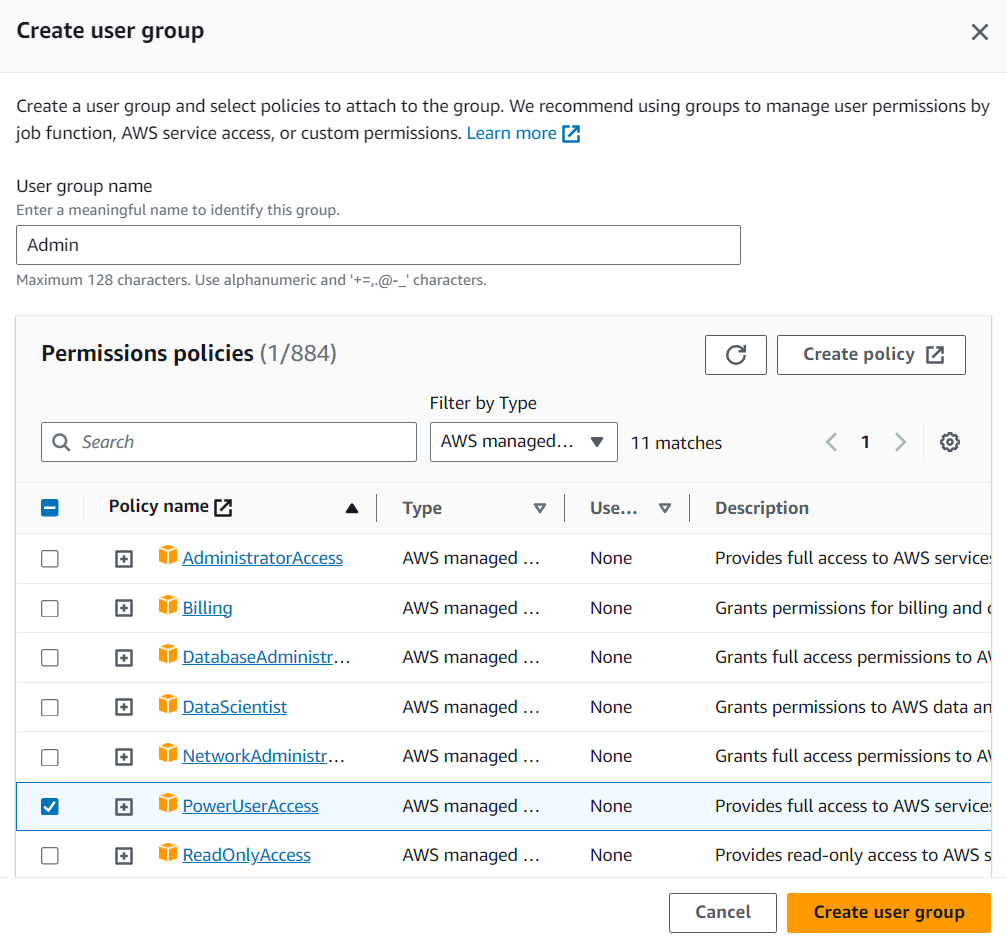 Create user group
Create a user group and select policies to attach to the group. We recommend using groups to manage user permissions by
job function, AWS service access, or custom permissions. Learn more
User group name
Enter a meaningful name to identify this group.
Admin
Maximum 128 characters. Use alphanumeric and '+=,.@-_' characters.
Permissions policies (1/884)
Create policy
Filter by Type
Search
AWS managed...
11 matches
1
Policy name
Type
Use...
Description
AdministratorAccess AWS managed ... None Provides full access to AWS services
Billing AWS managed ... None Grants permissions for billing and c
DatabaseAdministr... AWS managed ... None Grants full access permissions to AW
DataScientist AWS managed ... None Grants permissions to AWS data an
NetworkAdministr... AWS managed ... None Grants full access permissions to AW
PowerUserAccess AWS managed ... None Provides full access to AWS services
ReadOnlyAccess AWS managed ... None Provides read-only access to AWS s
Cancel
Create user group